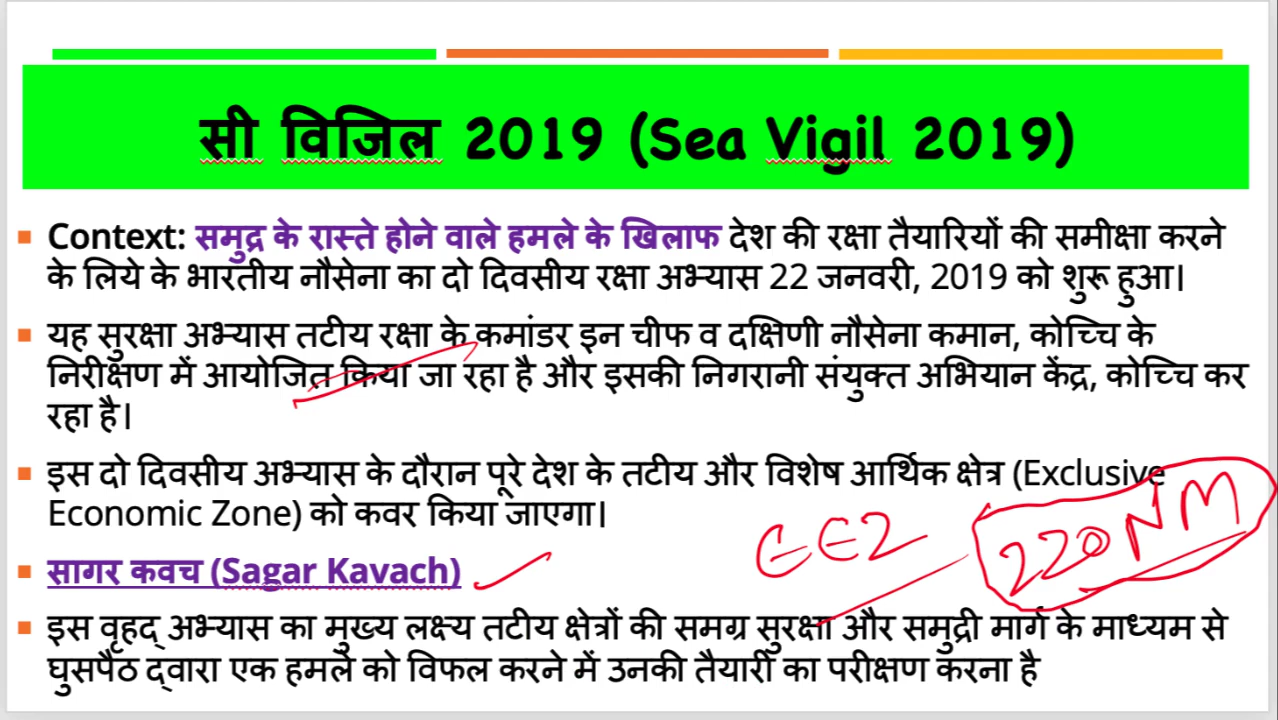 सी विजिल 2019 (Sea Vigil 2019)
Context: समुद्र के रास्ते होने वाले हमले के खिलाफ देश की रक्षा तैयारियों की समीक्षा करने
के लिये के भारतीय नौसेना का दो दिवसीय रक्षा अभ्यास 22 जनवरी, 2019 को शुरू हुआ।
यह सुरक्षा अभ्यास तटीय रक्षा के कमांडर इन चीफ व दक्षिणी नौसेना कमान, कोच्चि के
निरीक्षण में आयोजित किया जा रहा है और इसकी निगरानी संयुक्त अभियान केंद्र, कोच्चि कर
रहा है।
इस दो दिवसीय अभ्यास के दौरान पूरे देश के तटीय और विशेष आर्थिक क्षेत्र (Exclusive
Economic Zone) को कवर किया जाएगा।
EEZ 220 NM
सागर कवच (Sagar Kavach)
इस वृहद् अभ्यास का मुख्य लक्ष्य तटीय क्षेत्रों की समग्र सुरक्षा और समुद्री मार्ग के माध्यम से
घुसपैठ द्वारा एक हमले को विफल करने में उनकी तैयारी का परीक्षण करना है